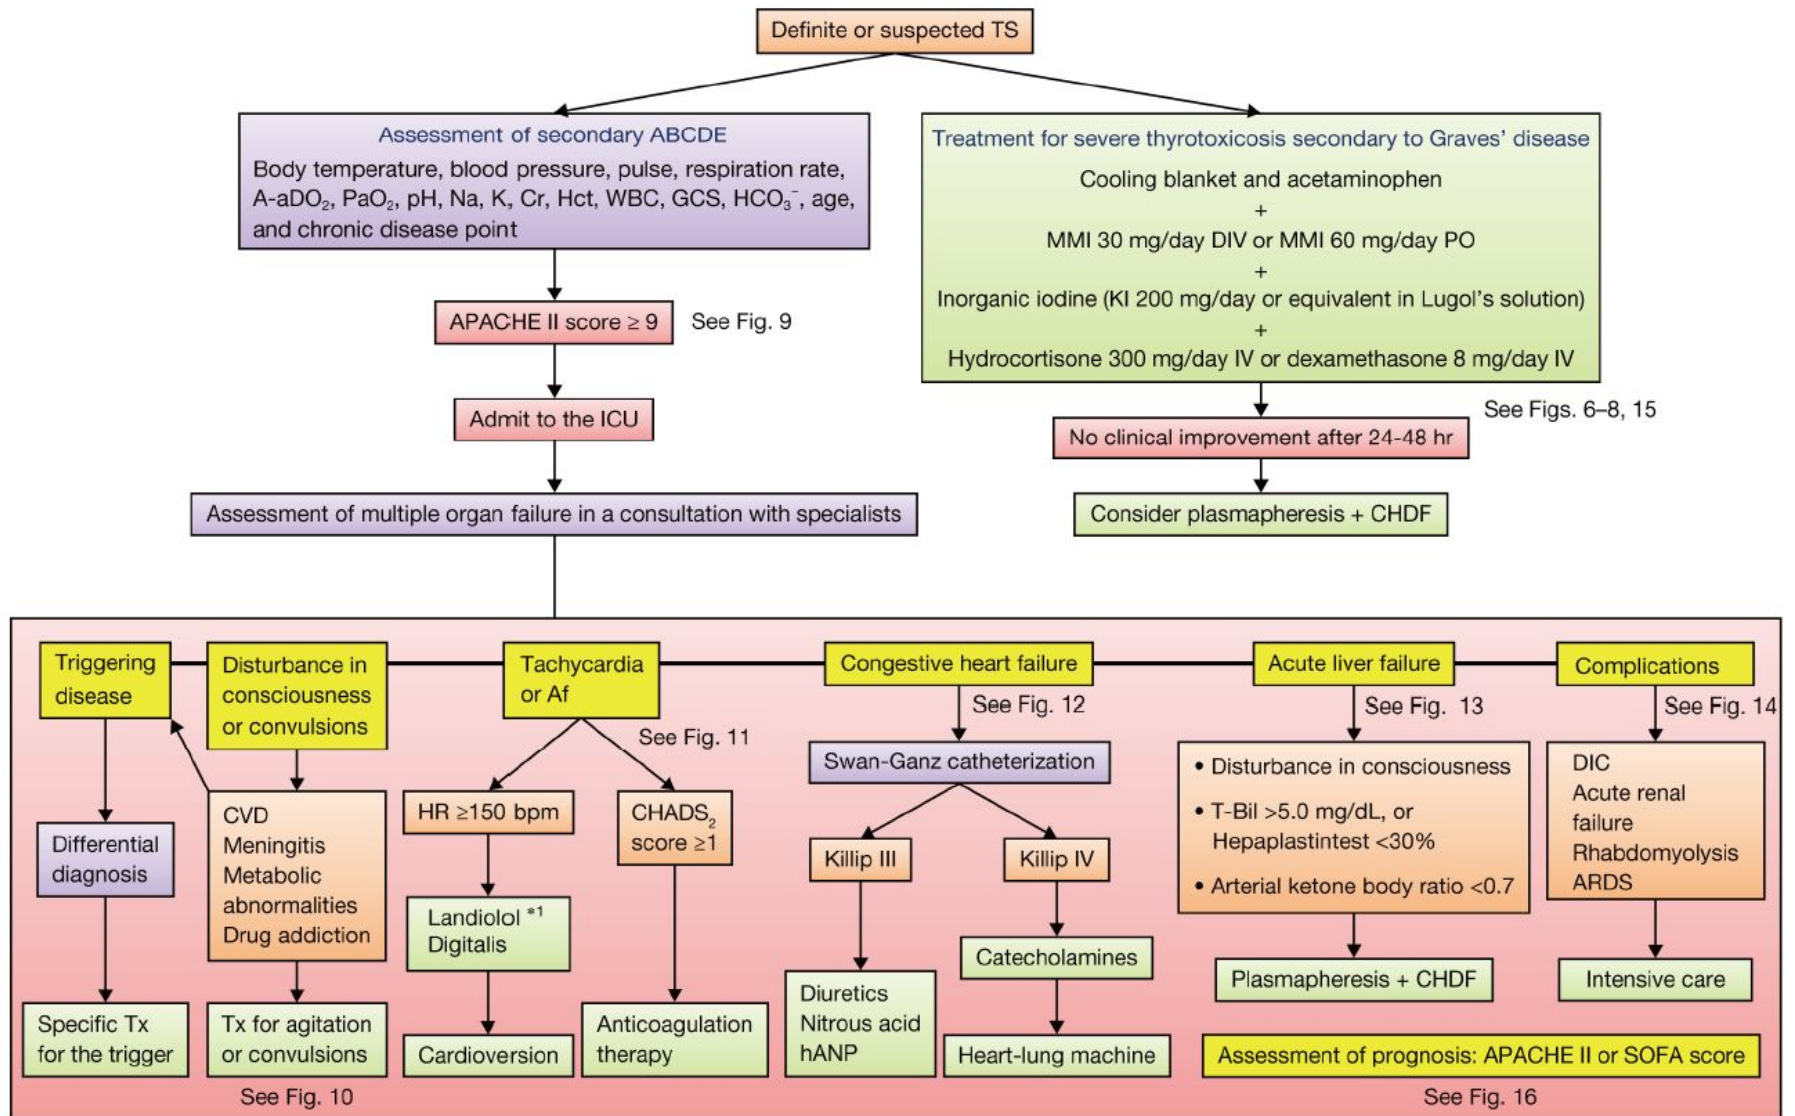 Definite or suspected TS
Assessment of secondary ABCDE
Body temperature, blood pressure, pulse, respiration rate,
A-aDO₂, PaO₂, pH, Na, K, Cr, Hct, WBC, GCS, HCO₃⁻, age,
and chronic disease point
APACHE II score ≥ 9
See Fig. 9
Admit to the ICU
Assessment of multiple organ failure in a consultation with specialists
Treatment for severe thyrotoxicosis secondary to Graves’ disease
Cooling blanket and acetaminophen
+
MMI 30 mg/day DIV or MMI 60 mg/day PO
+
Inorganic iodine (KI 200 mg/day or equivalent in Lugol’s solution)
+
Hydrocortisone 300 mg/day IV or dexamethasone 8 mg/day IV
See Figs. 6–8, 15
No clinical improvement after 24-48 hr
Consider plasmapheresis + CHDF
Triggering
disease
Differential
diagnosis
Specific Tx
for the trigger
Disturbance in
consciousness
or convulsions
CVD
Meningitis
Metabolic
abnormalities
Drug addiction
Tx for agitation
or convulsions
See Fig. 10
Tachycardia
or Af
See Fig. 11
HR ≥150 bpm
Landiolol *¹
Digitalis
Cardioversion
CHADS₂
score ≥1
Anticoagulation
therapy
Congestive heart failure
See Fig. 12
Swan-Ganz catheterization
Killip III
Diuretics
Nitrous acid
hANP
Killip IV
Catecholamines
Heart-lung machine
Acute liver failure
See Fig. 13
• Disturbance in consciousness
• T-Bil >5.0 mg/dL, or
Hepaplastintest <30%
• Arterial ketone body ratio <0.7
Plasmapheresis + CHDF
Complications
See Fig. 14
DIC
Acute renal
failure
Rhabdomyolysis
ARDS
Intensive care
Assessment of prognosis: APACHE II or SOFA score
See Fig. 16